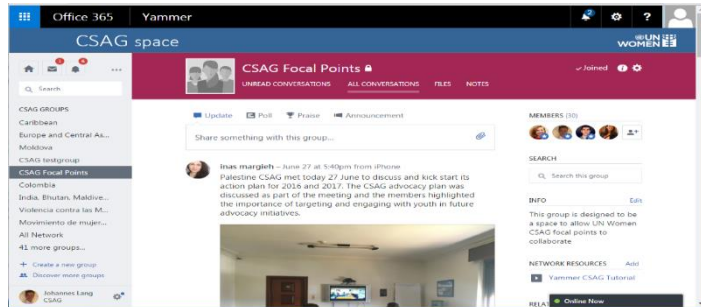 Office 365
Yammer
2
?
CSAG space
UN
WOMEN
CSAG Focal Points
UNREAD CONVERSATIONS
ALL CONVERSATIONS
FILES
NOTES
Joined
Search
CSAG GROUPS
Caribbean
Europe and Central As...
Moldova
CSAG testgroup
CSAG Focal Points
Colombia
India, Bhutan, Maldive...
Violencia contra las M...
Movimiento de mujer...
All Network
41 more groups...
+ Create a new group
Discover more groups
Johannes Lang
CSAG
Update
Poll
Praise
Announcement
Share something with this group...
inas margieh – June 27 at 5:40pm from iPhone
Palestine CSAG met today 27 June to discuss and kick start its
action plan for 2016 and 2017. The CSAG advocacy plan was
discussed as part of the meeting and the members highlighted
the importance of targeting and engaging with youth in future
advocacy initiatives.
MEMBERS (30)
SEARCH
Search this group
INFO
Edit
This group is designed to be
a space to allow UN Women
CSAG focal points to
collaborate
NETWORK RESOURCES
Add
Yammer CSAG Tutorial
Online Now